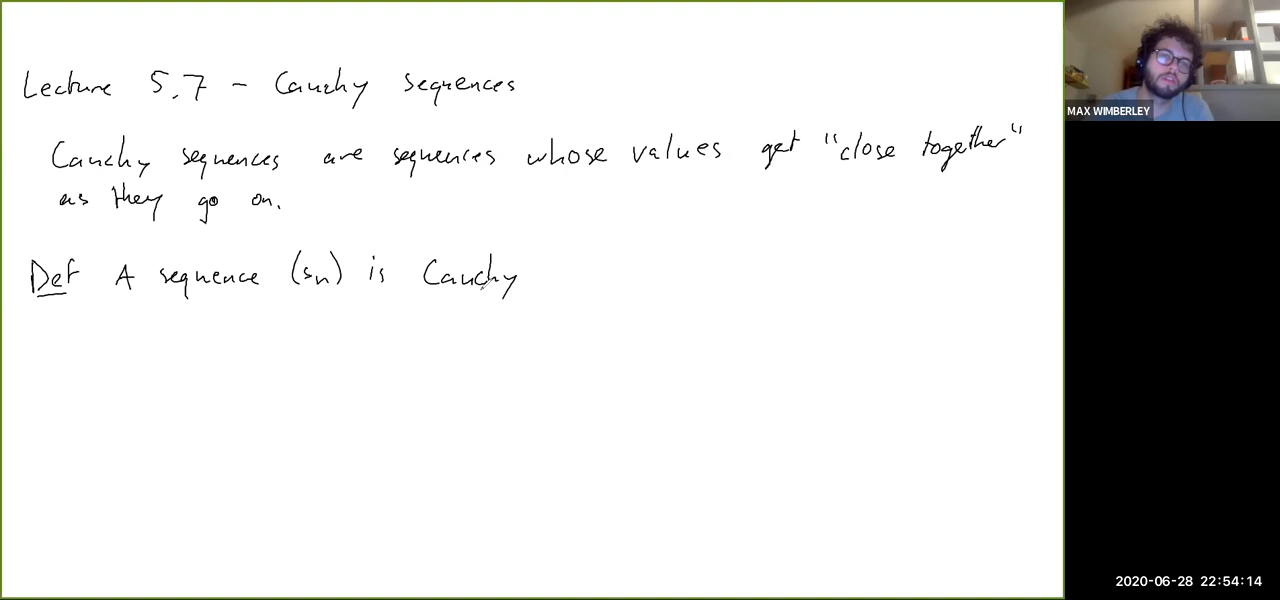 Lecture 5.7 - Cauchy sequences
Cauchy sequences are sequences whose values get "close together"
as they go on.
Def A sequence (sn) is Cauchy
MAX WIMBERLEY
2020-06-28 22:54:14